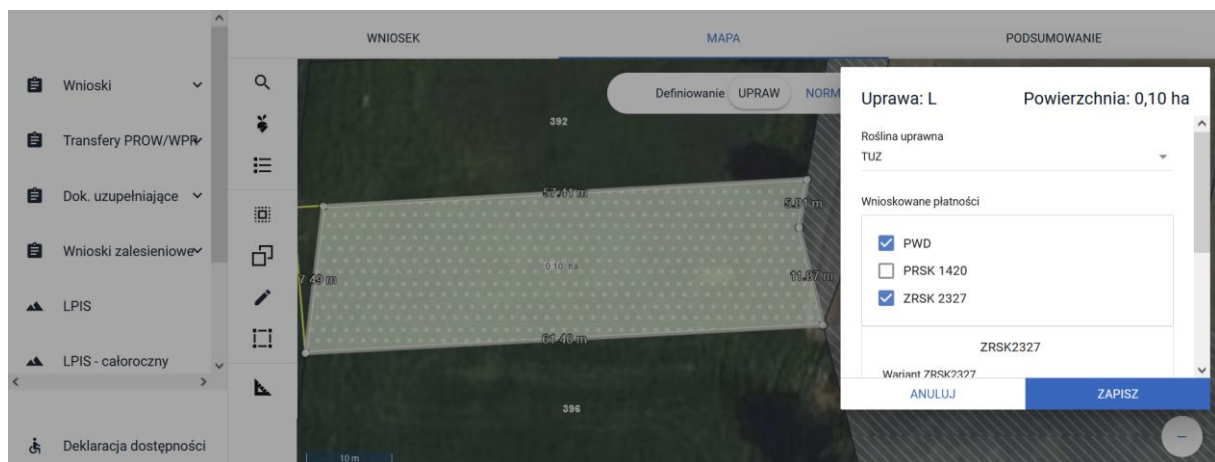 WNIOSEK
MAPA
PODSUMOWANIE
Wnioski
Transfery PROW/WPR
Dok. uzupełniające
Wnioski zalesieniowe
LPIS
LPIS - całoroczny
Deklaracja dostępności
Definiowanie UPRAW NORM
392
57.41 m
5.81 m
0.10 ha
11.87 m
61.40 m
396
10 m
Uprawa: L Powierzchnia: 0,10 ha
Roślina uprawna
TUZ
Wnioskowane płatności
PWD
PRSK 1420
ZRSK 2327
ZRSK2327
Wariant ZRSK2327
ANULUJ ZAPISZ